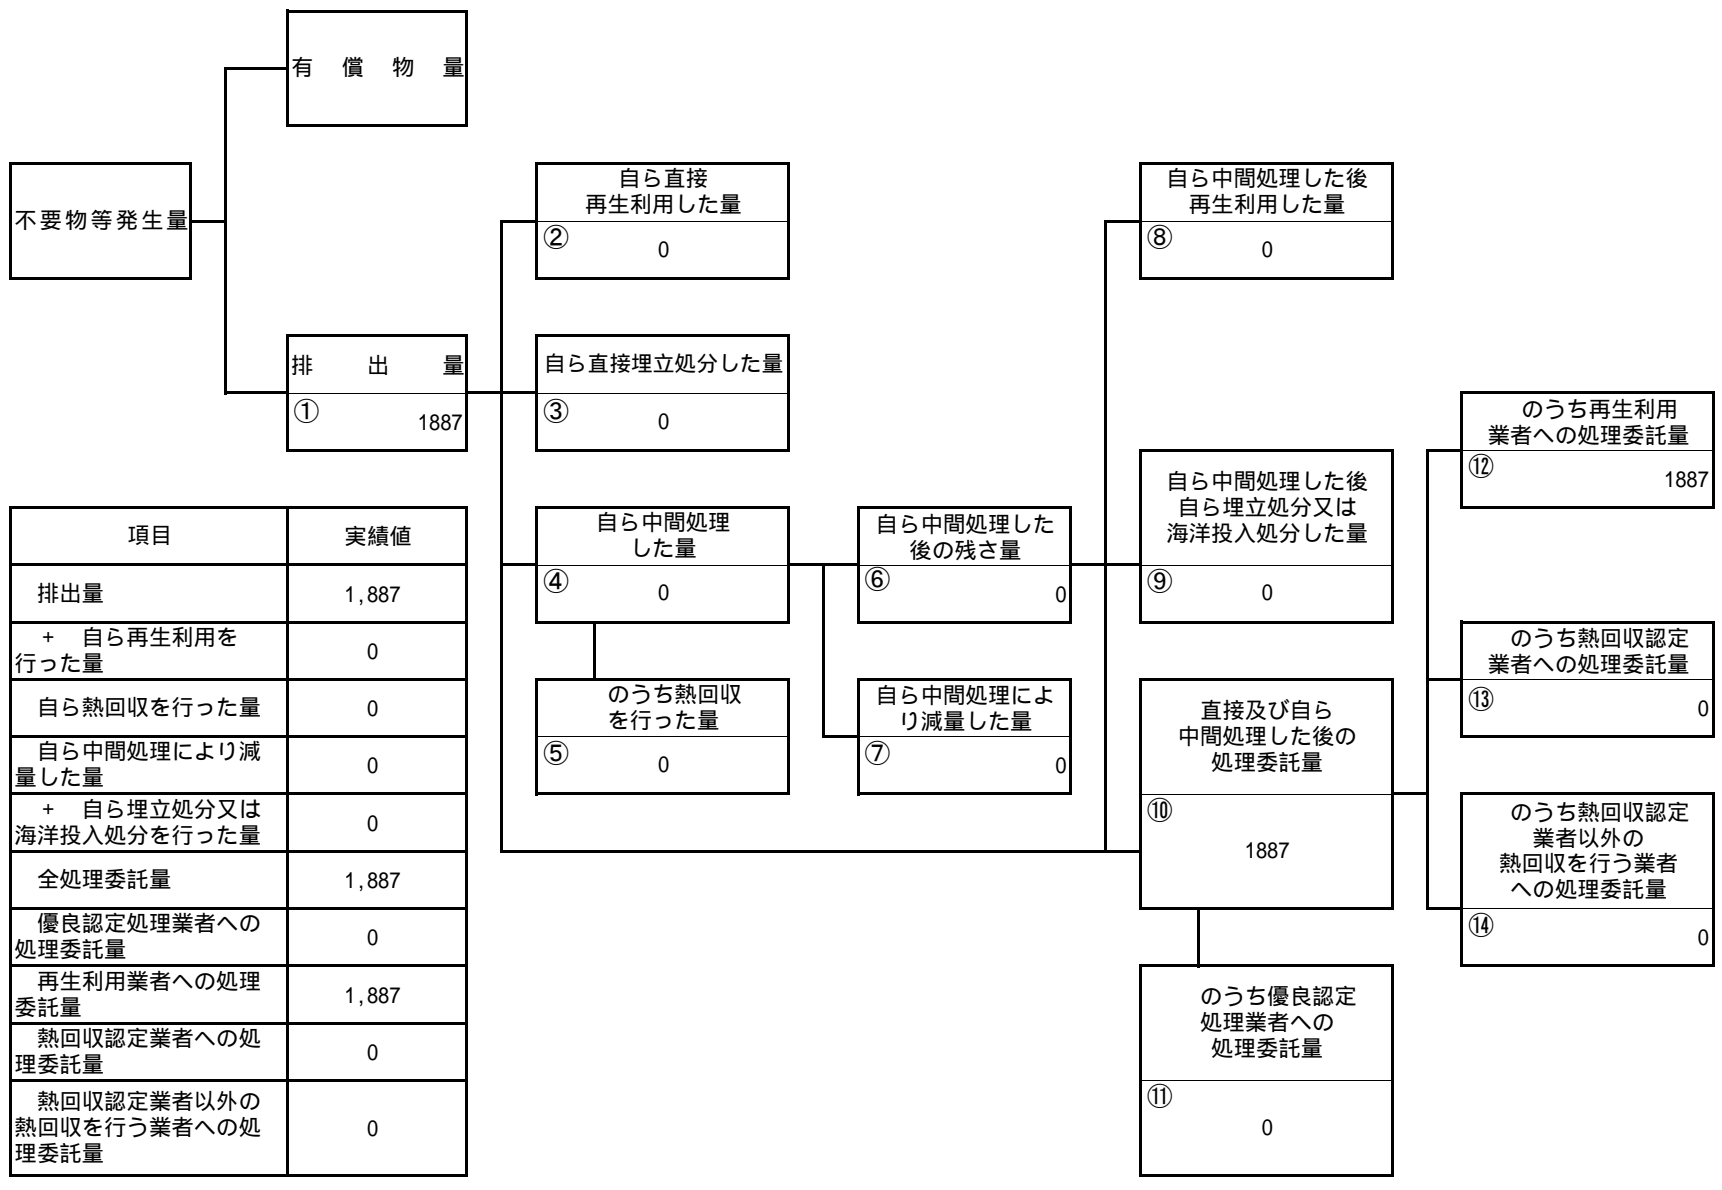 有償物量
不要物等発生量
排出量
① 1887
自ら直接
再生利用した量
② 0
自ら直接埋立処分した量
③ 0
自ら中間処理
した量
④ 0
のうち熱回収
を行った量
⑤ 0
自ら中間処理した
後の残さ量
⑥ 0
自ら中間処理によ
り減量した量
⑦ 0
自ら中間処理した後
再生利用した量
⑧ 0
自ら中間処理した後
自ら埋立処分又は
海洋投入処分した量
⑨ 0
直接及び自ら
中間処理した後の
処理委託量
⑩
1887
のうち優良認定
処理業者への
処理委託量
⑪
0
のうち再生利用
業者への処理委託量
⑫ 1887
のうち熱回収認定
業者への処理委託量
⑬ 0
のうち熱回収認定
業者以外の
熱回収を行う業者
への処理委託量
⑭ 0
項目 実績値
排出量 1,887
+ 自ら再生利用を
行った量 0
自ら熱回収を行った量 0
自ら中間処理により減
量した量 0
+ 自ら埋立処分又は
海洋投入処分を行った量 0
全処理委託量 1,887
優良認定処理業者への
処理委託量 0
再生利用業者への処理
委託量 1,887
熱回収認定業者への処
理委託量 0
熱回収認定業者以外の
熱回収を行う業者への処
理委託量 0